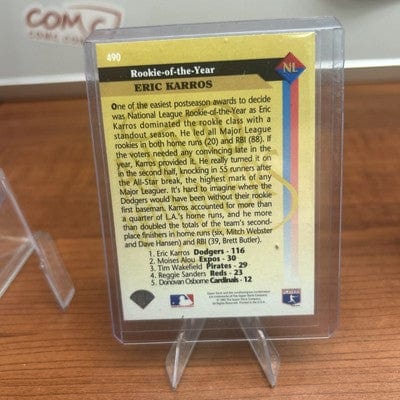 COMC
COMC.COM
490
Rookie-of-the-Year
NL
ERIC KARROS
One of the easiest postseason awards to decide
was National League Rookie-of-the-Year as Eric
Karros dominated the rookie class with a
standout season. He led all Major League
rookies in both home runs (20) and RBI (88). If
the voters needed any convincing late in the
year, Karros provided it. He really turned it on
in the second half, knocking in 55 runners after
the All-Star break, the highest mark of any
Major Leaguer. It's hard to imagine where the
Dodgers would have been without their rookie
first baseman. Karros accounted for more than
a quarter of L.A.'s home runs, and he more
than doubled the totals of the team's second-
place finishers in home runs (six, Mitch Webster
and Dave Hansen) and RBI (39, Brett Butler).
1. Eric Karros Dodgers - 116
2. Moises Alou Expos - 30
3. Tim Wakefield Pirates - 29
4. Reggie Sanders Reds - 23
5. Donovan Osborne Cardinals - 12